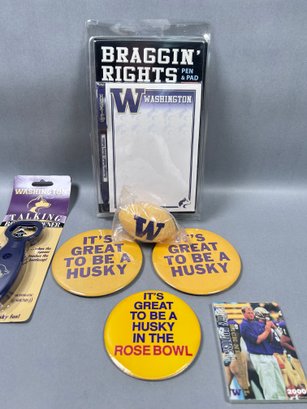 BRAGGIN'
RIGHTS
PEN
& PAD
W WASHINGTON
WASHINGTON
TALKING
W
IT'S
GREAT
TO BE A
HUSKY
IT'S
GREAT
TO BE A
HUSKY
IT'S
GREAT
TO BE A
HUSKY
IN THE
ROSE BOWL
W
2000